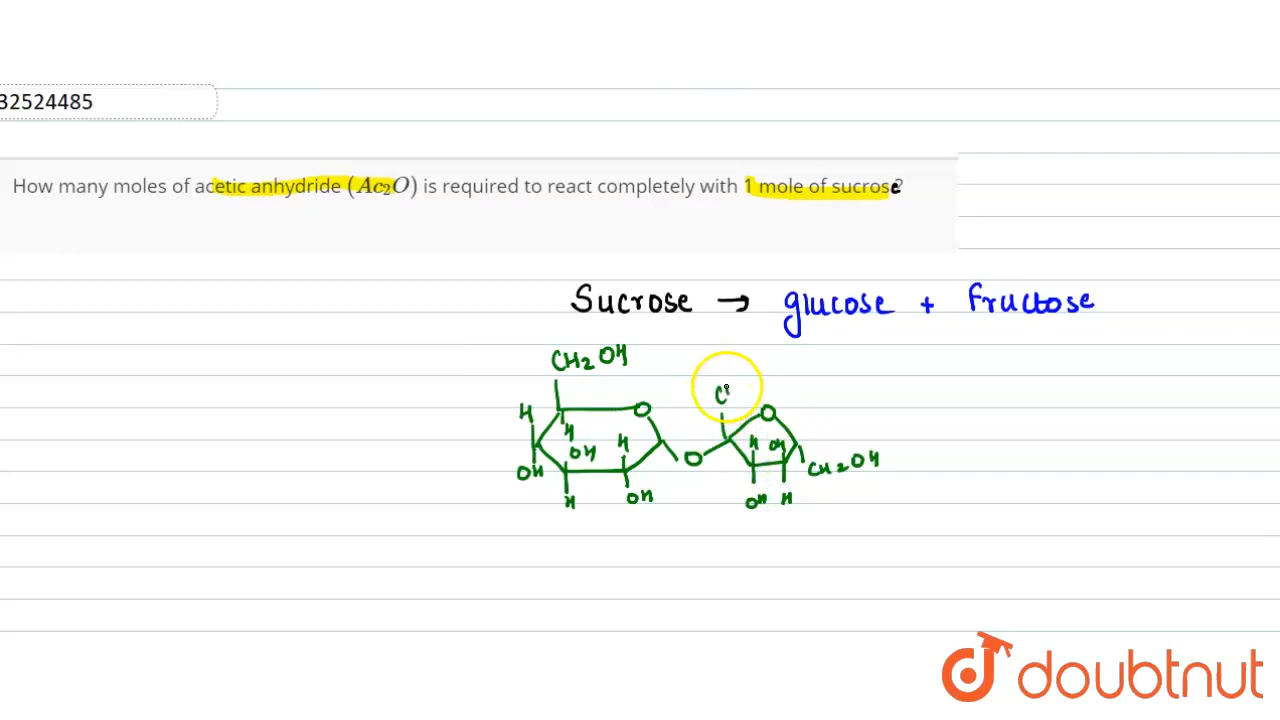 32524485
How many moles of acetic anhydride (Ac₂O) is required to react completely with 1 mole of sucrose?
Sucrose → glucose + fructose
CH₂OH
C
H O O
H H H OH
OH
OH O CH₂OH
H OH OH H
doubtnut